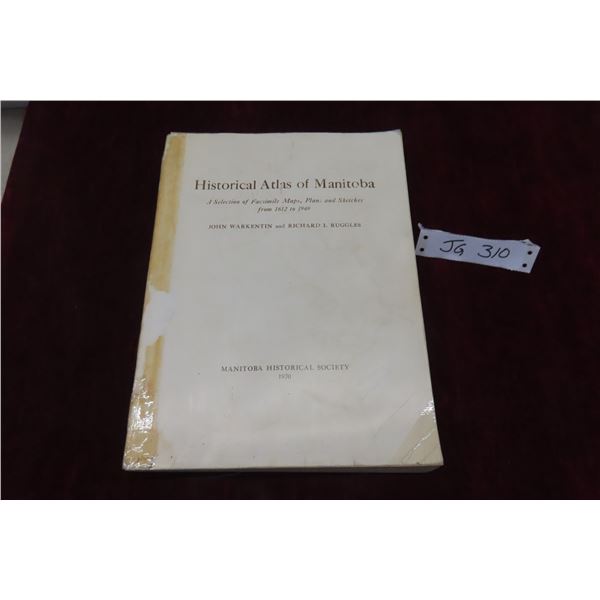 Historical Atlas of Manitoba
A Selection of Facsimile Maps, Plans and Sketches
from 1612 to 1969
JOHN WARKENTIN and RICHARD I. RUGGLES
MANITOBA HISTORICAL SOCIETY
1970
JG 310